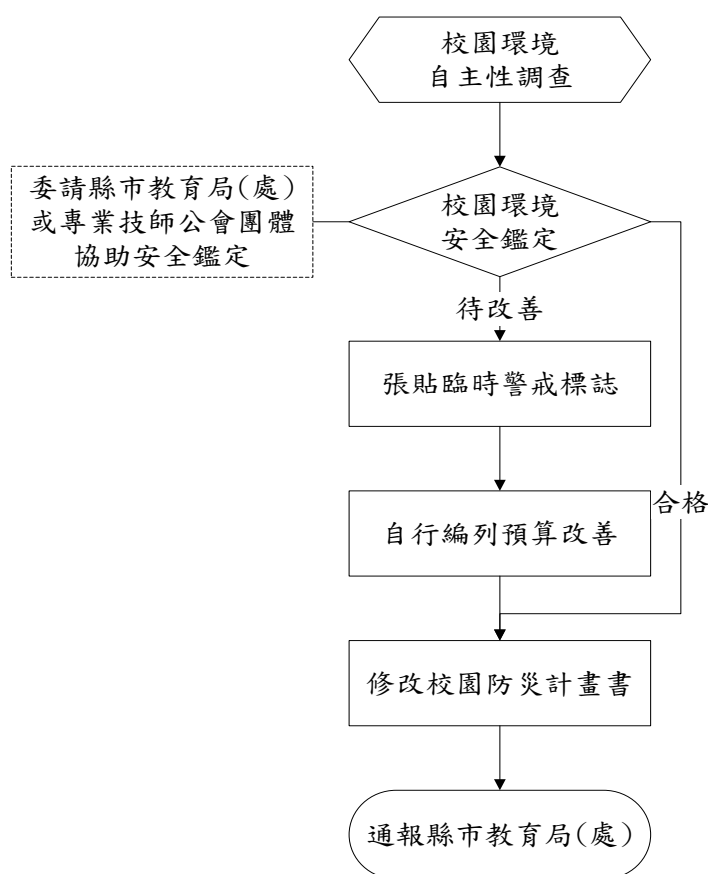 校園環境
自主性調查
委請縣市教育局(處)
或專業技師公會團體
協助安全鑑定
校園環境
安全鑑定
待改善
張貼臨時警戒標誌
自行編列預算改善
合格
修改校園防災計畫書
通報縣市教育局(處)